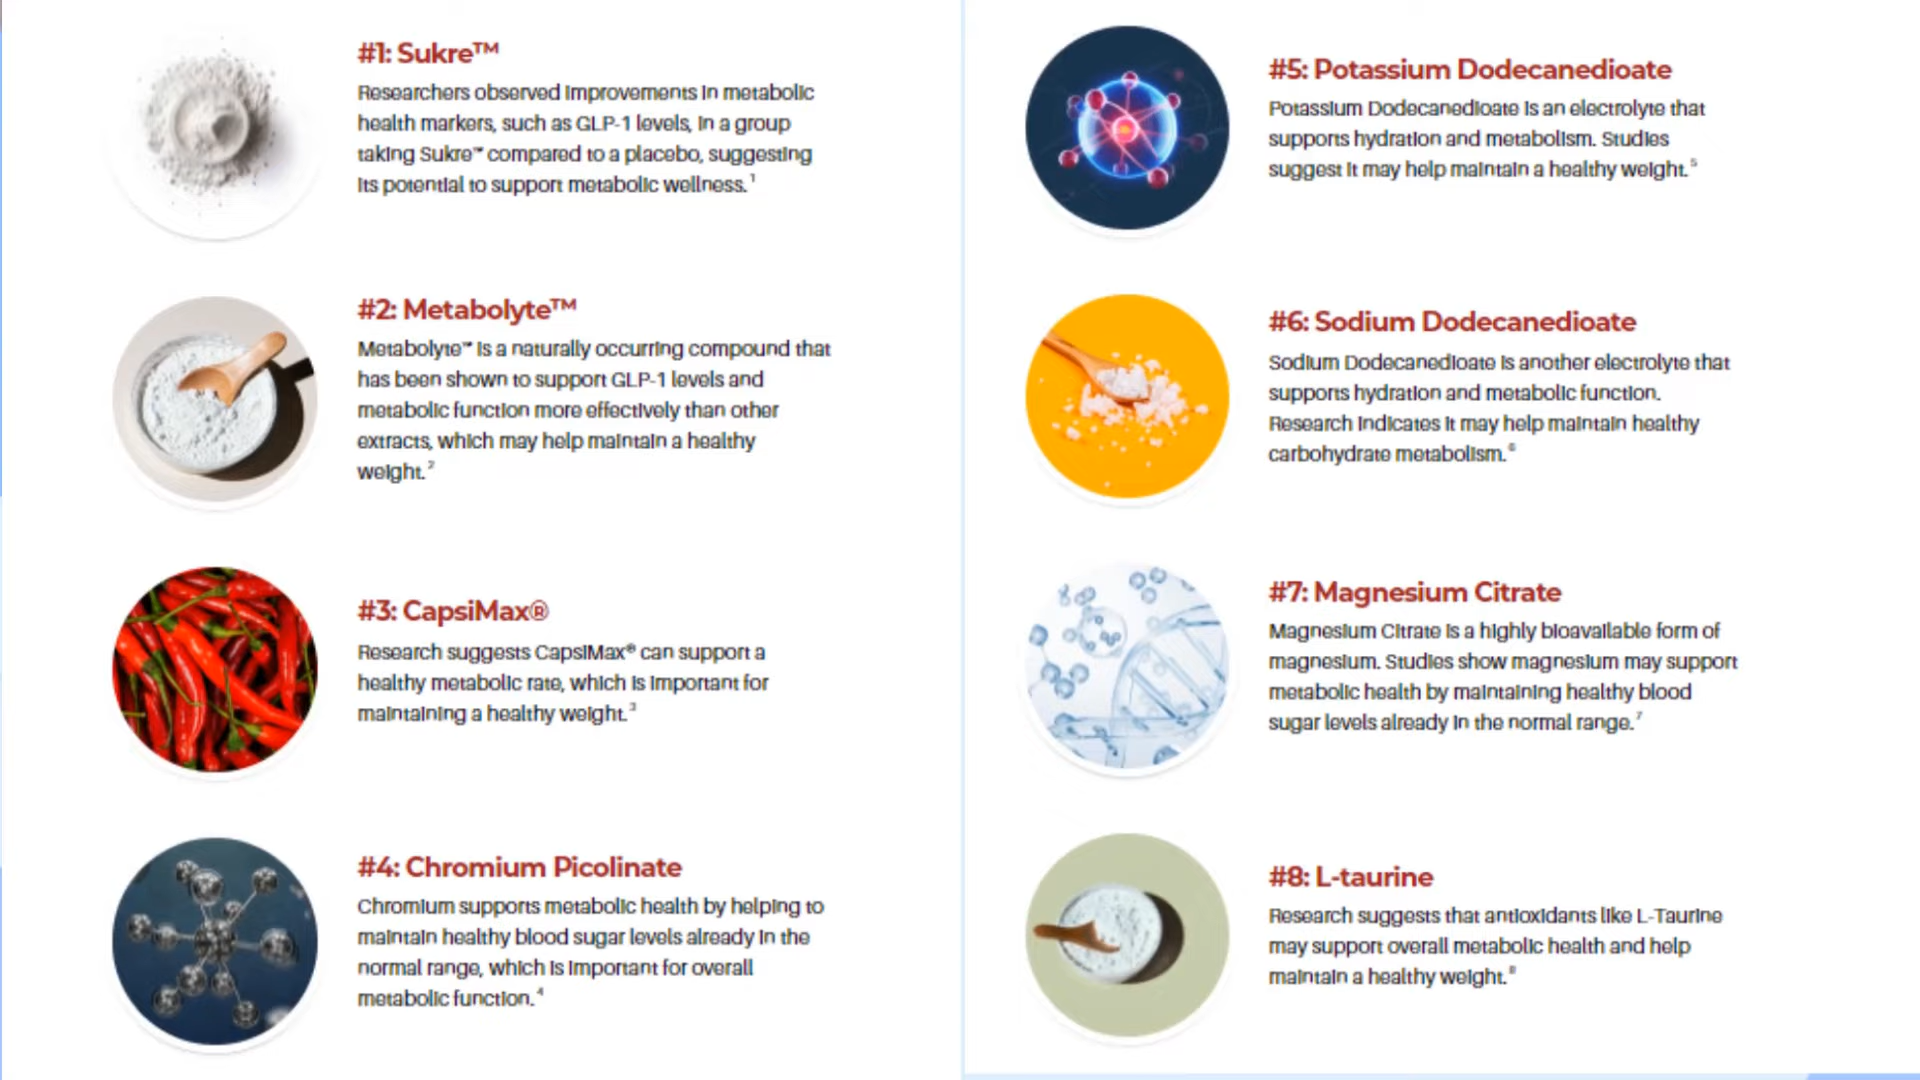 #1: Sukre™
Researchers observed improvements in metabolic
health markers, such as GLP-1 levels, in a group
taking Sukre™ compared to a placebo, suggesting
its potential to support metabolic wellness.¹
#2: Metabolyte™
Metabolyte™ is a naturally occurring compound that
has been shown to support GLP-1 levels and
metabolic function more effectively than other
extracts, which may help maintain a healthy
weight.²
#3: CapsiMax®
Research suggests CapsiMax® can support a
healthy metabolic rate, which is important for
maintaining a healthy weight.³
#4: Chromium Picolinate
Chromium supports metabolic health by helping to
maintain healthy blood sugar levels already in the
normal range, which is important for overall
metabolic function.⁴
#5: Potassium Dodecanedioate
Potassium Dodecanedioate is an electrolyte that
supports hydration and metabolism. Studies
suggest it may help maintain a healthy weight.⁵
#6: Sodium Dodecanedioate
Sodium Dodecanedioate is another electrolyte that
supports hydration and metabolic function.
Research indicates it may help maintain healthy
carbohydrate metabolism.⁶
#7: Magnesium Citrate
Magnesium Citrate is a highly bioavailable form of
magnesium. Studies show magnesium may support
metabolic health by maintaining healthy blood
sugar levels already in the normal range.⁷
#8: L-taurine
Research suggests that antioxidants like L-Taurine
may support overall metabolic health and help
maintain a healthy weight.⁸